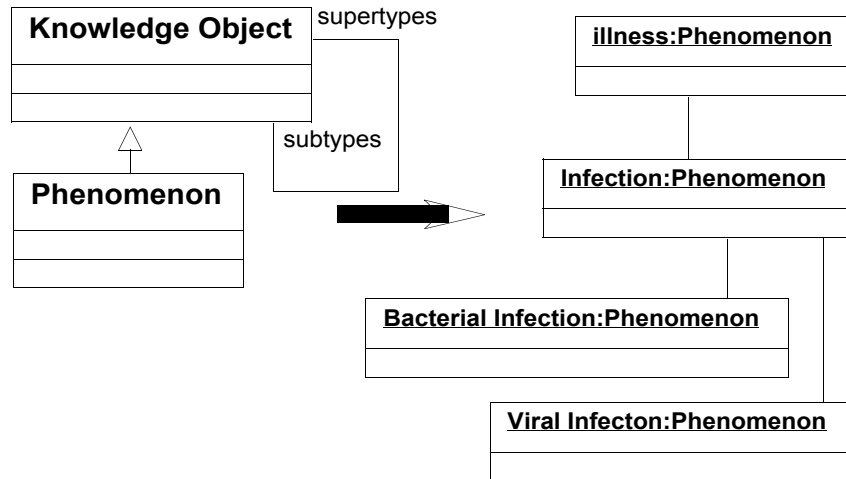 Knowledge Object
supertypes
subtypes
Phenomenon
illness:Phenomenon
Infection:Phenomenon
Bacterial Infection:Phenomenon
Viral Infecton:Phenomenon